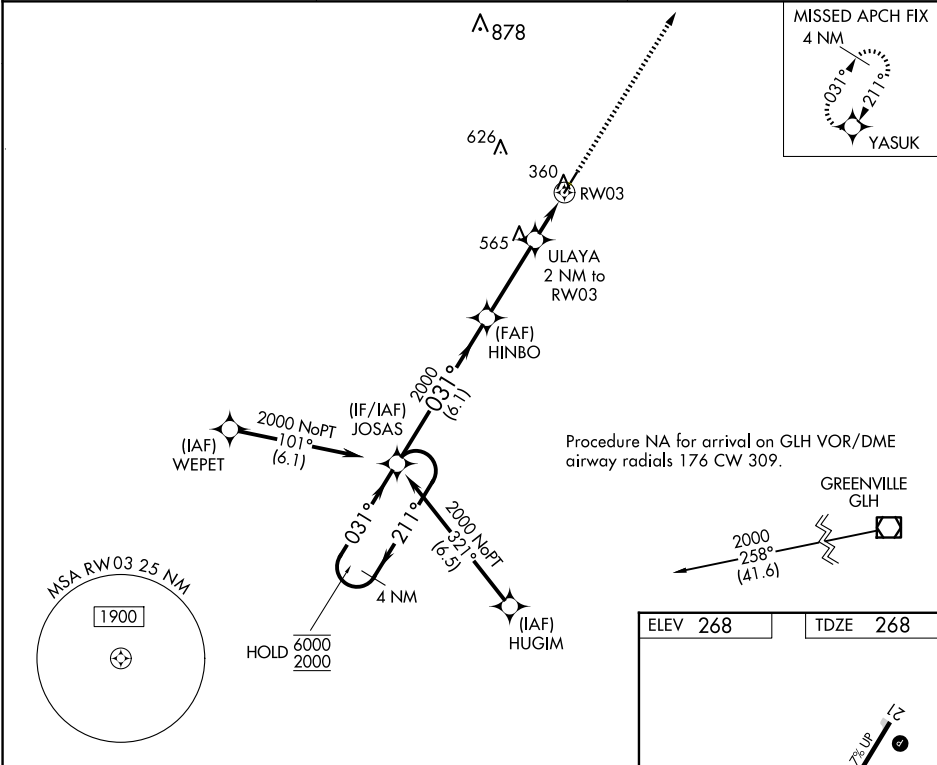 878
MISSED APCH FIX
4 NM
031°
211°
YASUK
626
360
RW03
565
ULAYA
2 NM to
RW03
(FAF)
HINBO
2000
031°
(6.1)
(IF/IAF)
JOSAS
2000 NoPT
101°
(6.1)
(IAF)
WEPET
Procedure NA for arrival on GLH VOR/DME
airway radials 176 CW 309.
GREENVILLE
GLH
2000
258°
(41.6)
031°
211°
2000 NoPT
321°
(6.5)
4 NM
(IAF)
HUGIM
HOLD 6000
2000
MSA RW03 25 NM
1900
ELEV 268
TDZE 268
21
7% UP
P